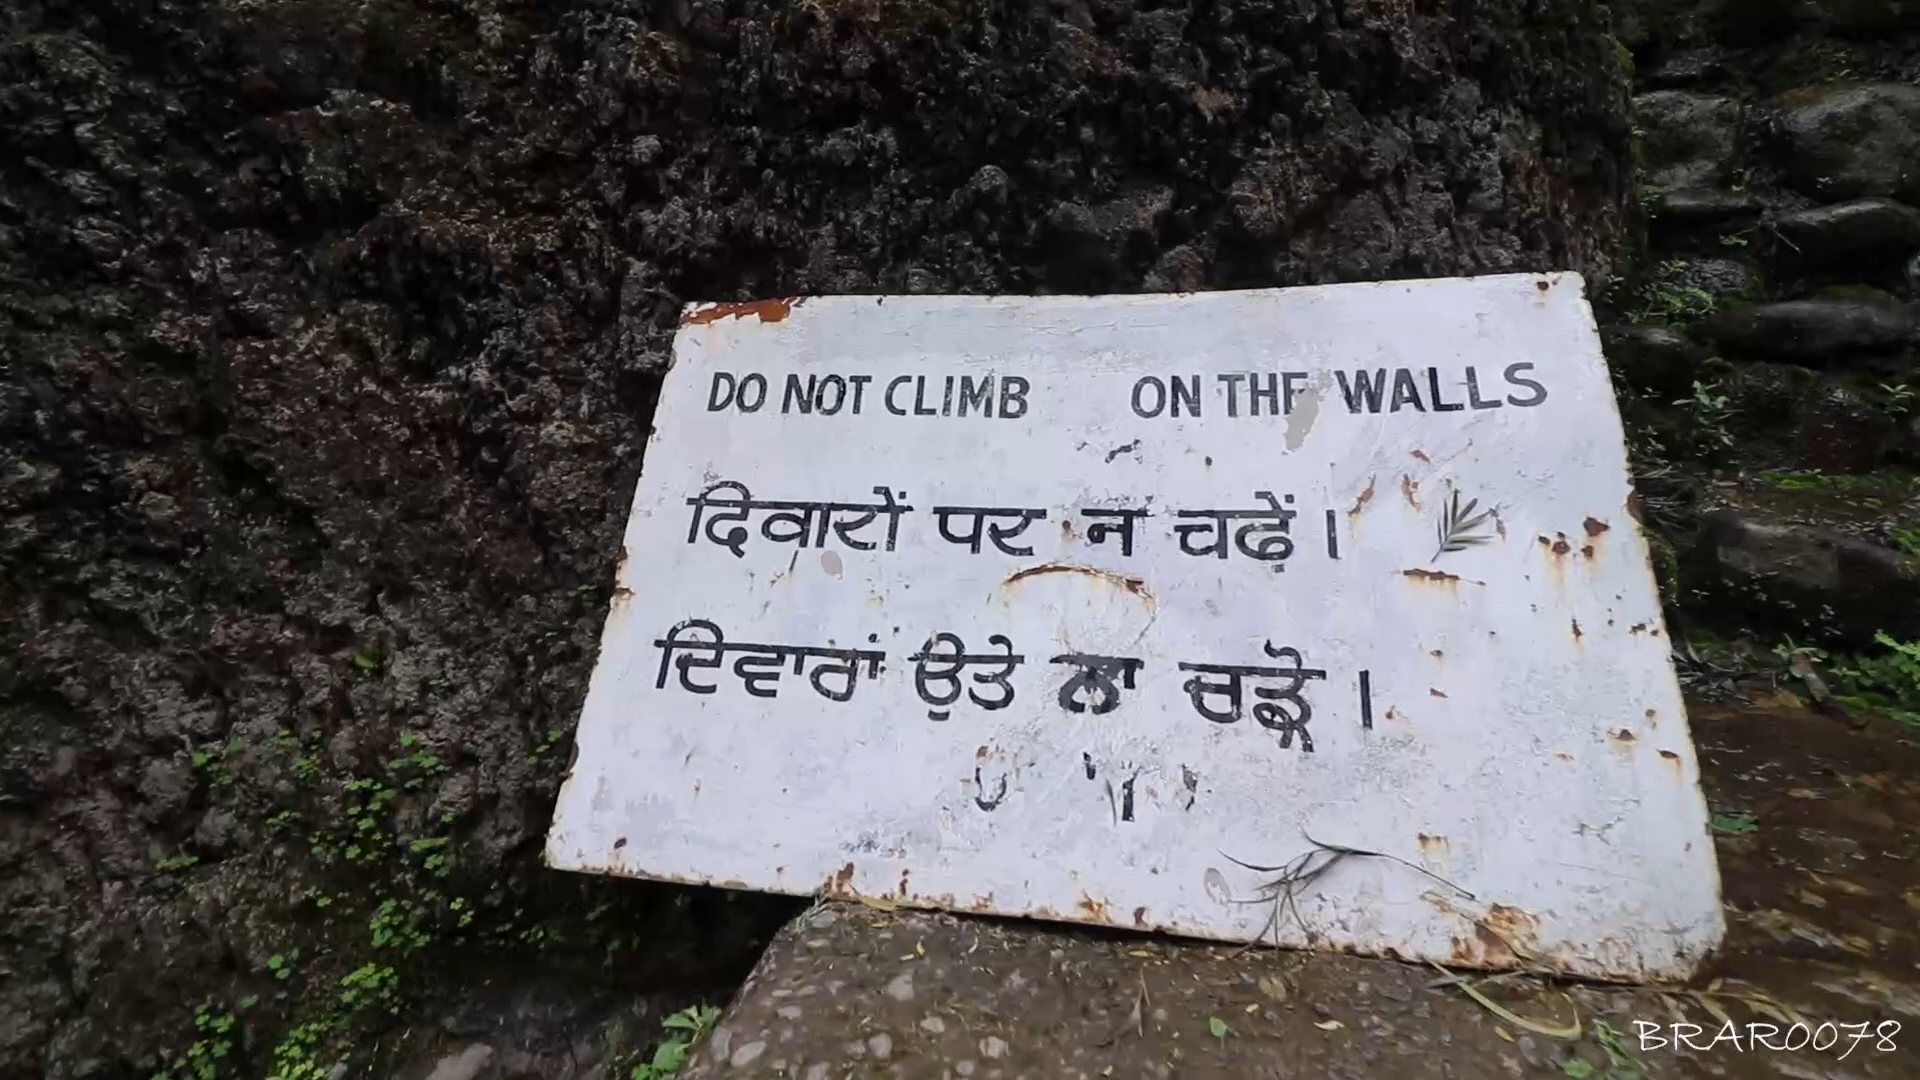 DO NOT CLIMB ON THE WALLS
दिवारों पर न चढें।
ਦਿਵਾਰਾਂ ਉਤੇ ਨਾ ਚੜੋ।
BRAR0078